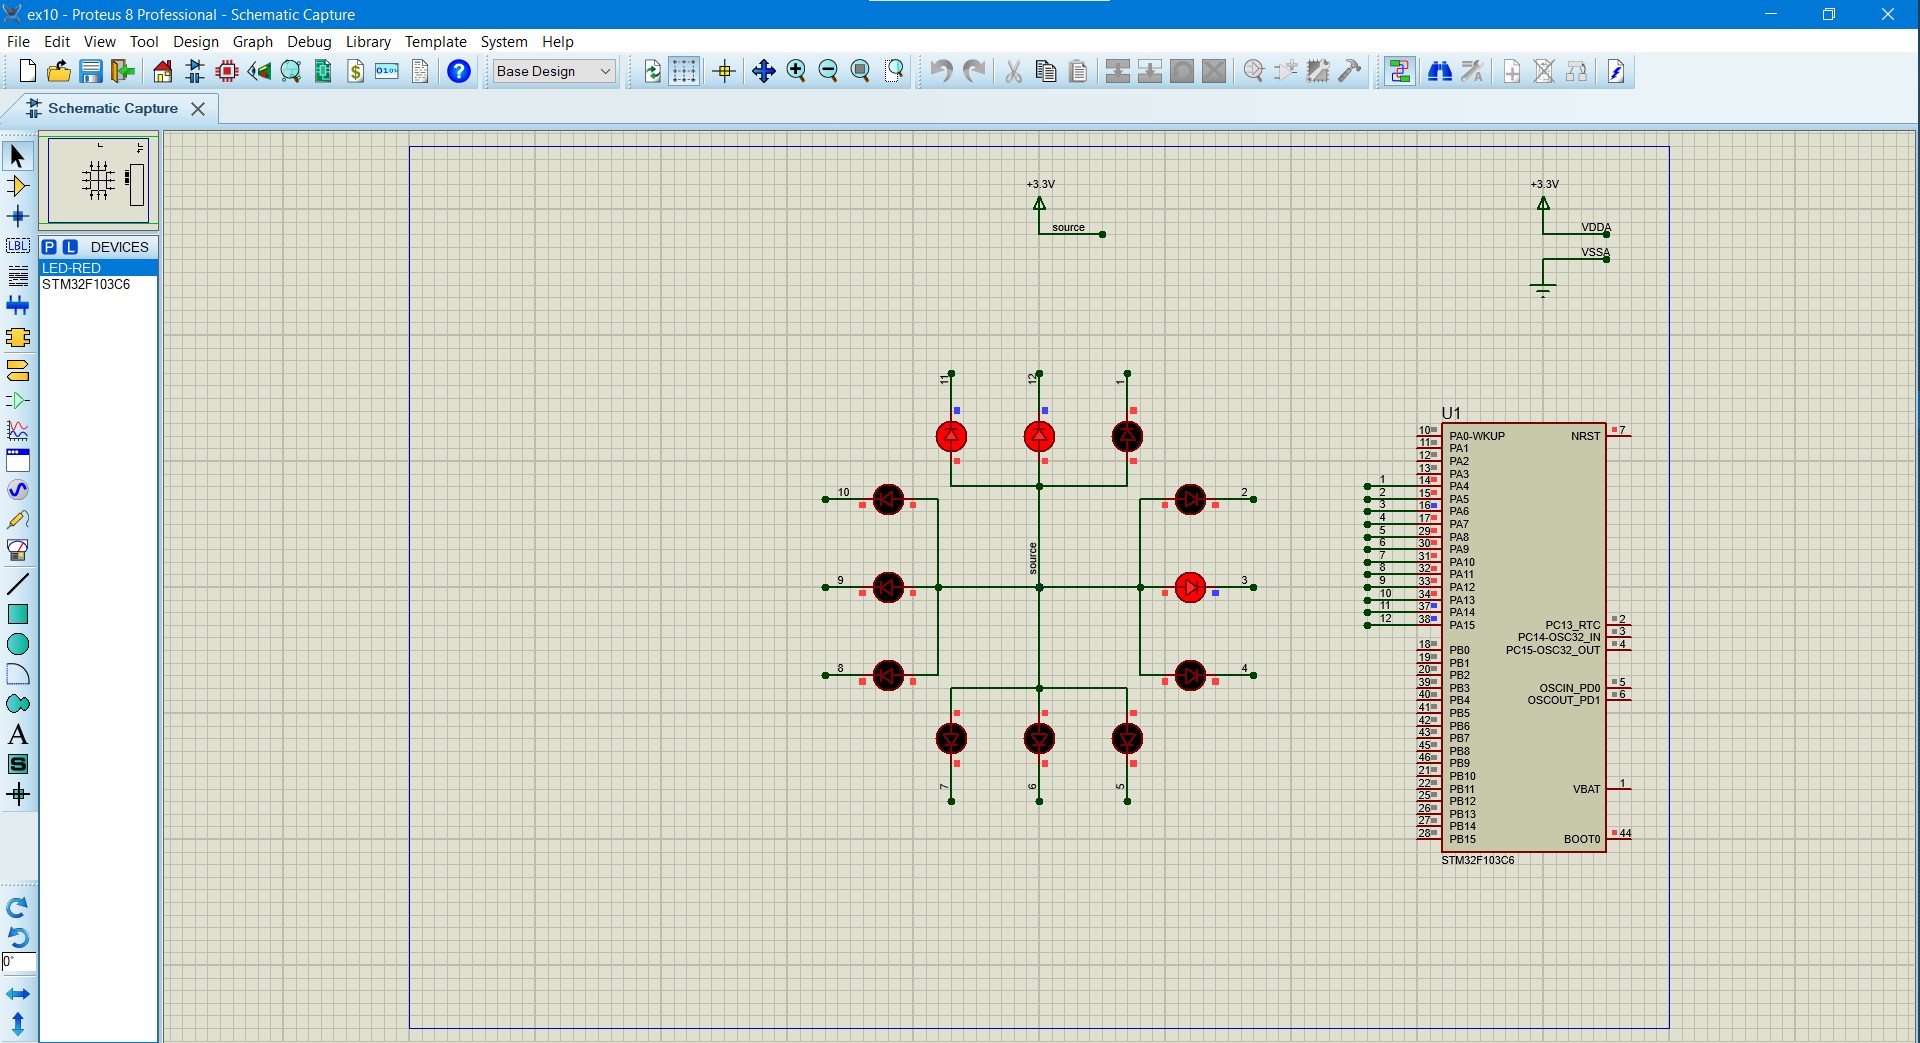 ex10 - Proteus 8 Professional - Schematic Capture
File Edit View Tool Design Graph Debug Library Template System Help
Base Design
Schematic Capture
P L DEVICES
LED-RED
STM32F103C6
LBL
A
S
0°
+3.3V
source
+3.3V
VDDA
VSSA
11 12 1
10 2
source
9 3
8 4
7 6 5
U1
10 PA0-WKUP NRST 7
11 PA1
12 PA2
13 PA3
1 14 PA4
2 15 PA5
3 16 PA6
4 17 PA7
5 29 PA8
6 30 PA9
7 31 PA10
8 32 PA11
9 33 PA12
10 34 PA13
11 37 PA14
12 38 PA15 PC13_RTC 2
PC14-OSC32_IN 3
18 PB0 PC15-OSC32_OUT 4
19 PB1
20 PB2
39 PB3 OSCIN_PD0 5
40 PB4 OSCOUT_PD1 6
41 PB5
42 PB6
43 PB7
45 PB8
46 PB9
21 PB10
22 PB11 VBAT 1
25 PB12
26 PB13
27 PB14
28 PB15 BOOT0 44
STM32F103C6